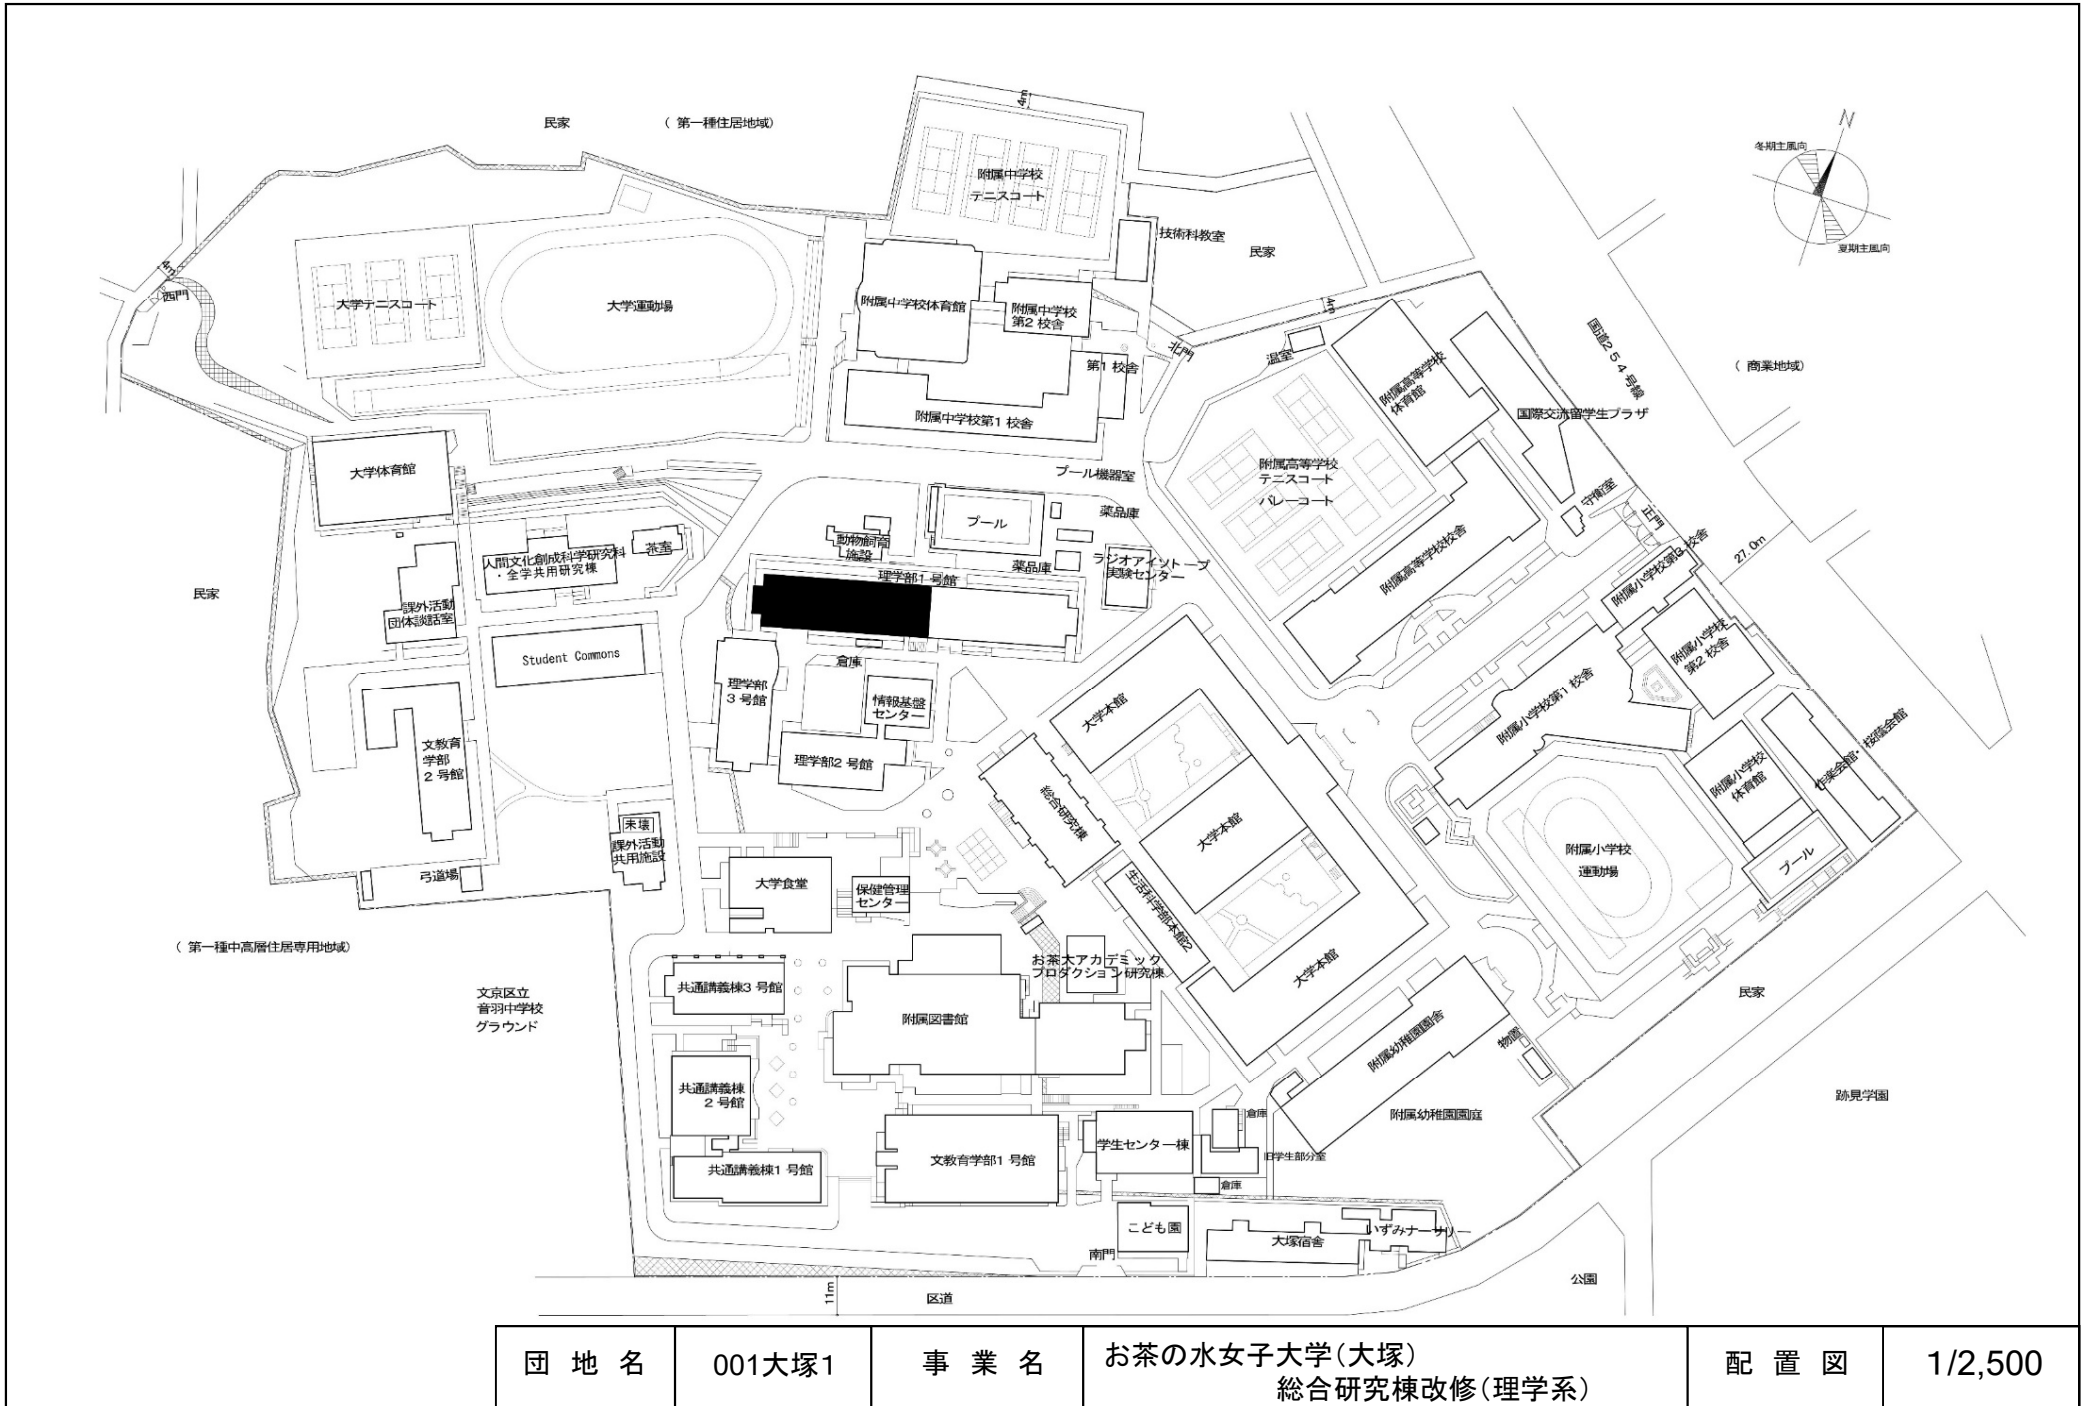 民家
( 第一種住居地域)
4m
附属中学校
テニスコート
技術科教室
民家
N
冬期主風向
夏期主風向
4m
西門
大学テニスコート
大学運動場
附属中学校体育館
附属中学校
第2 校舎
第1 校舎
附属中学校第1 校舎
北門
4m
温室
附属高等学校
体育館
国道254 号線
( 商業地域)
国際交流留学生プラザ
大学体育館
プール機器室
附属高等学校
テニスコート
バレーコート
守衛室
正門
27.0m
薬品庫
プール
動物飼育
施設
薬品庫
ラジオアイソトープ
実験センター
附属高等学校校舎
附属小学校第3 校舎
人間文化創成科学研究科
・全学共用研究棟
茶室
理学部1 号館
民家
課外活動
団体談話室
Student Commons
倉庫
附属小学校
第2 校舎
理学部
3 号館
情報基盤
センター
大学本館
附属小学校第1 校舎
文教育
学部
2 号館
理学部2 号館
総合研究棟
大学本館
附属小学校
体育館
作楽会館・桜蔭会館
未壊
課外活動
共用施設
弓道場
大学食堂
保健管理
センター
生活科学部本館2
附属小学校
運動場
プール
( 第一種中高層住居専用地域)
文京区立
音羽中学校
グラウンド
共通講義棟3 号館
附属図書館
お茶大アカデミック
プロダクション研究棟
大学本館
民家
共通講義棟
2 号館
附属幼稚園園舎
物置
跡見学園
附属幼稚園園庭
共通講義棟1 号館
文教育学部1 号館
学生センター棟
倉庫
旧学生部分室
倉庫
こども園
南門
大塚宿舎
いずみナーサリー
11m
区道
公園
団 地 名
001大塚1
事 業 名
お茶の水女子大学(大塚)
総合研究棟改修(理学系)
配 置 図
1/2,500